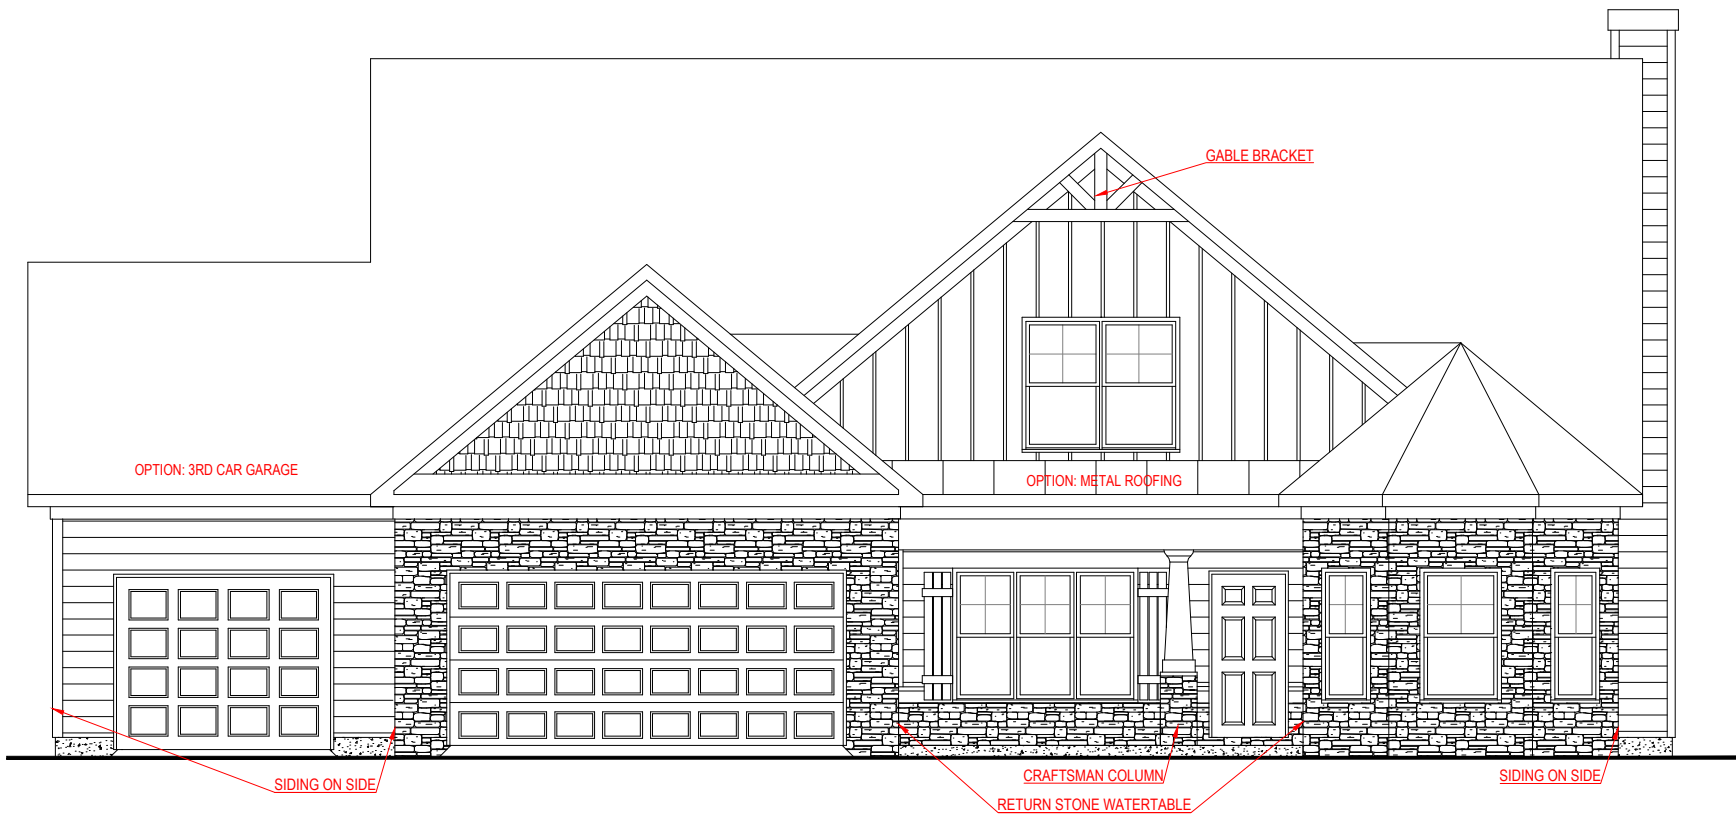 GABLE BRACKET
OPTION: 3RD CAR GARAGE
OPTION: METAL ROOFING
SIDING ON SIDE
CRAFTSMAN COLUMN
SIDING ON SIDE
RETURN STONE WATERTABLE